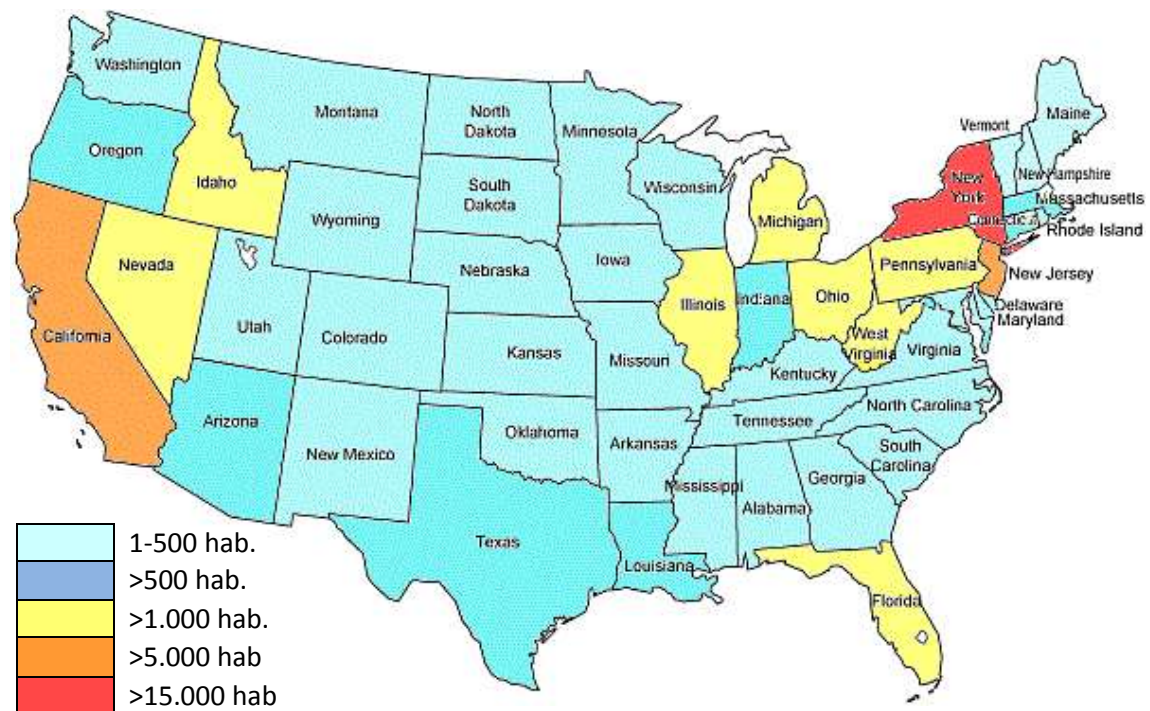 Washington
Montana
North
Dakota
Minnesota
Maine
Vermont
Oregon
Idaho
Wisconsin
South
Dakota
New
York
New Hampshire
Massachusetts
Wyoming
Michigan
Rhode Island
Nevada
Iowa
Pennsylvania
Nebraska
New Jersey
Illinois
Indiana
Ohio
Delaware
Maryland
California
Utah
Colorado
Kansas
Missouri
West
Virginia
Virginia
Kentucky
Arizona
Oklahoma
Arkansas
Tennessee
North Carolina
New Mexico
South
Carolina
Mississippi
Alabama
Georgia
Texas
Louisiana
Florida
1-500 hab.
>500 hab.
>1.000 hab.
>5.000 hab
>15.000 hab